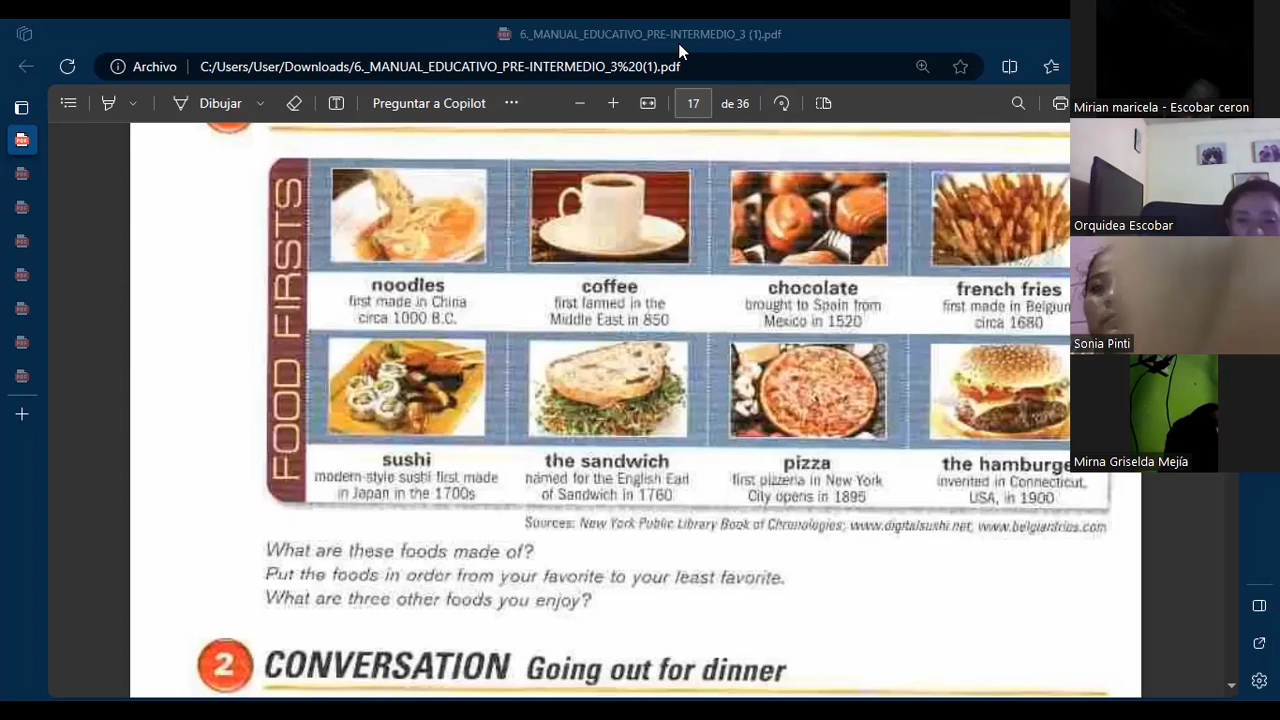 6._MANUAL_EDUCATIVO_PRE-INTERMEDIO_3 (1).pdf
Archivo
C:/Users/User/Downloads/6._MANUAL_EDUCATIVO_PRE-INTERMEDIO_3%20(1).pdf
Dibujar
Preguntar a Copilot
17
de 36
Mirian maricela - Escobar ceron
Orquidea Escobar
Sonia Pinti
Mirna Griselda Mejía
FOOD FIRSTS
noodles
first made in China
circa 1000 B.C.
coffee
first farmed in the
Middle East in 850
chocolate
brought to Spain from
Mexico in 1520
french fries
first made in Belgiu
circa 1680
sushi
modern-style sushi first made
in Japan in the 1700s
the sandwich
named for the English Earl
of Sandwich in 1760
pizza
first pizzeria in New York
City opens in 1895
the hamburge
invented in Connecticut,
USA, in 1900
Sources: New York Public Library Book of Chronologies; www.digitalsushi.net; www.belgianfries.com
What are these foods made of?
Put the foods in order from your favorite to your least favorite.
What are three other foods you enjoy?
2 CONVERSATION Going out for dinner